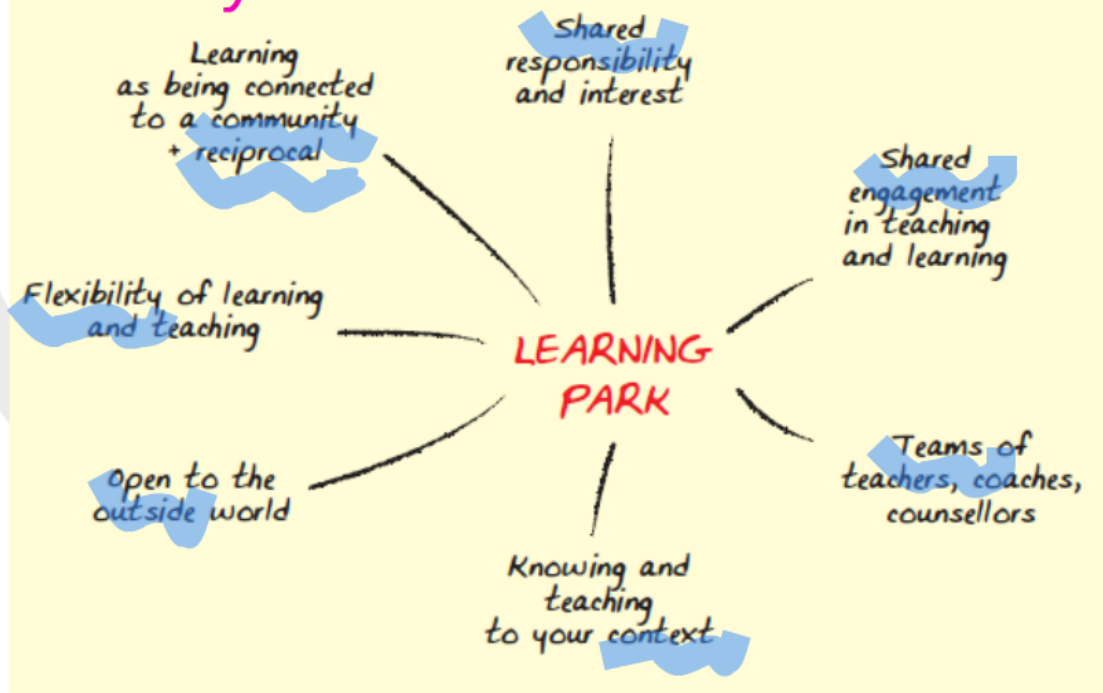 Learning
as being connected
to a community
+ reciprocal
Shared
responsibility
and interest
Shared
engagement
in teaching
and learning
Flexibility of learning
and teaching
LEARNING
PARK
Open to the
outside world
Teams of
teachers, coaches,
counsellors
Knowing and
teaching
to your context